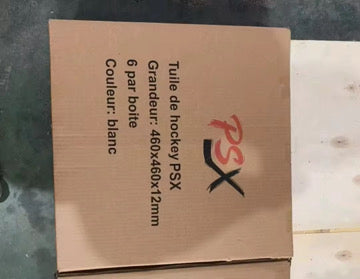 PSX
Tuile de hockey PSX
Grandeur: 460x460x12mm
6 par boite
Couleur: blanc